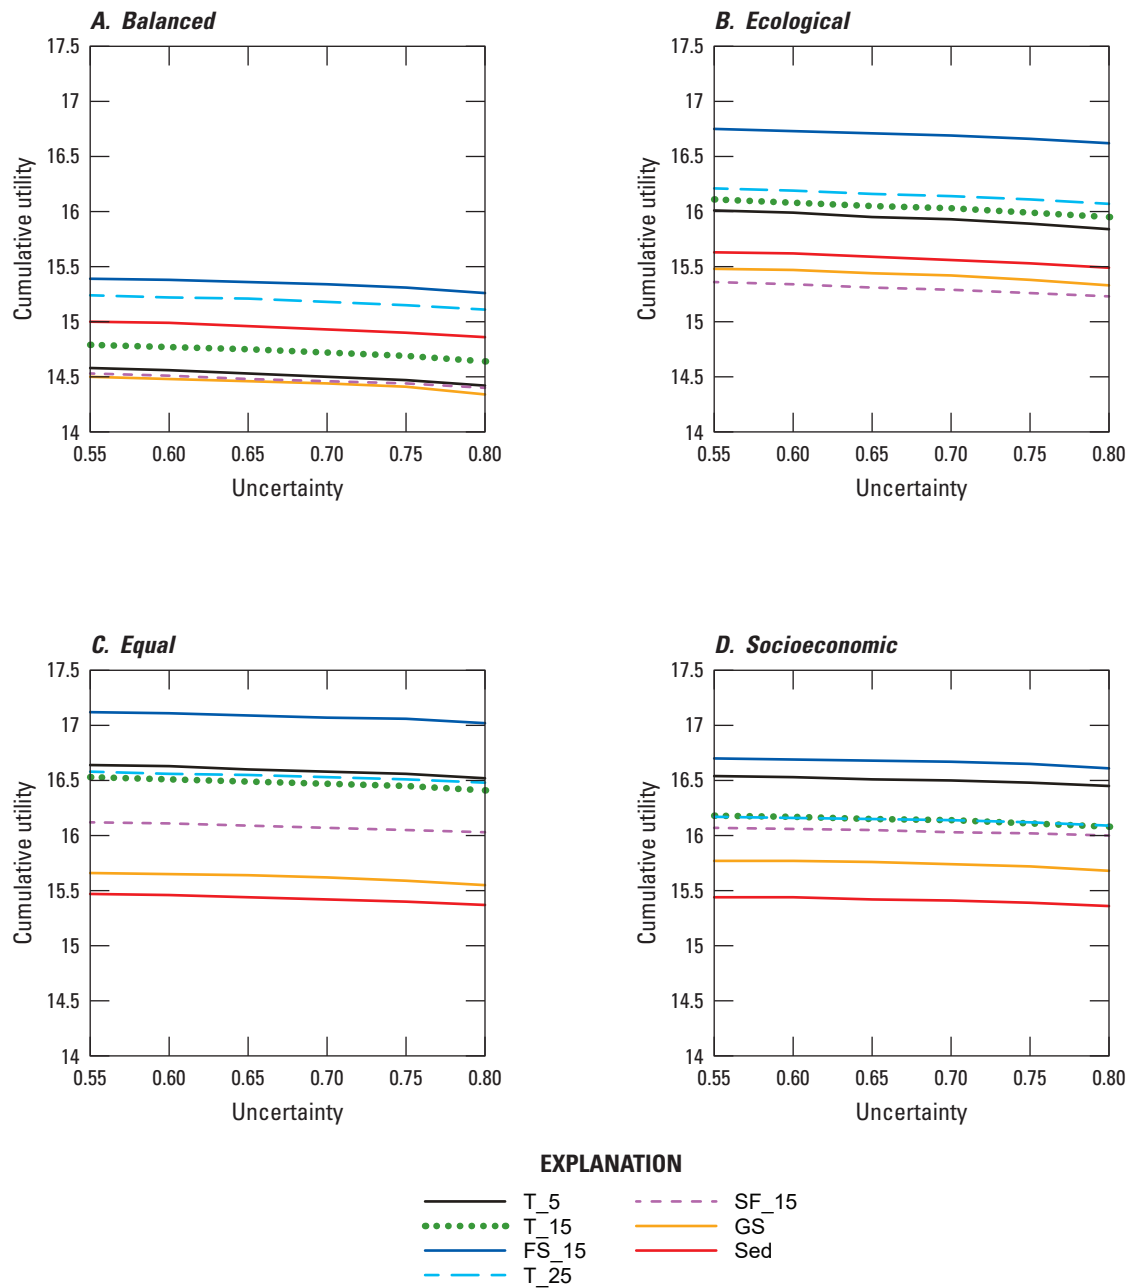 A. Balanced
17.5
17
16.5
16
15.5
15
14.5
14
Cumulative utility
0.55 0.60 0.65 0.70 0.75 0.80
Uncertainty
B. Ecological
17.5
17
16.5
16
15.5
15
14.5
14
Cumulative utility
0.55 0.60 0.65 0.70 0.75 0.80
Uncertainty
C. Equal
17.5
17
16.5
16
15.5
15
14.5
14
Cumulative utility
0.55 0.60 0.65 0.70 0.75 0.80
Uncertainty
D. Socioeconomic
17.5
17
16.5
16
15.5
15
14.5
14
Cumulative utility
0.55 0.60 0.65 0.70 0.75 0.80
Uncertainty
EXPLANATION
T_5
T_15
FS_15
T_25
SF_15
GS
Sed